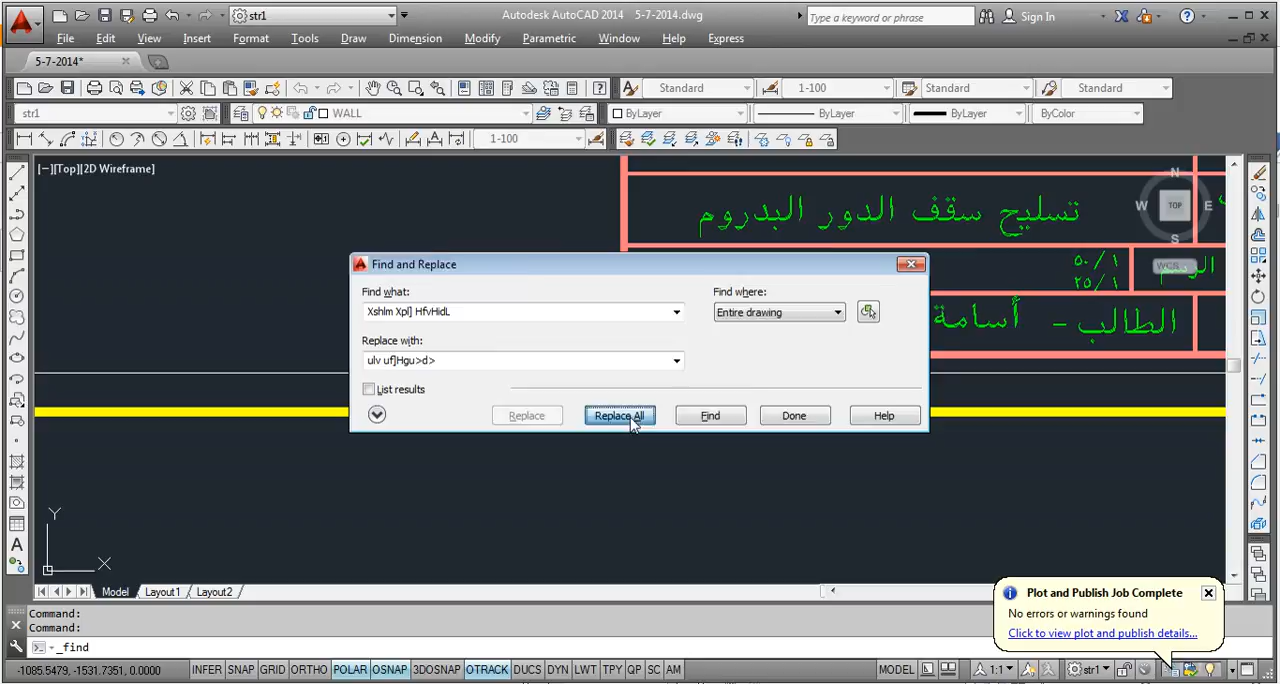 str1
Autodesk AutoCAD 2014 5-7-2014.dwg
Type a keyword or phrase
Sign In
File Edit View Insert Format Tools Draw Dimension Modify Parametric Window Help Express
5-7-2014*
Standard 1-100 Standard Standard
str1 WALL ByLayer ByLayer ByLayer ByColor
1-100
[−][Top][2D Wireframe]
N
W TOP E
S
WCS
تسليح سقف الدور البدروم
١/٥٠
١/٢٥
الرسم
الطالب - أسامة
Find and Replace
Find what:
Xshlm Xpl] HfvHidL
Find where:
Entire drawing
Replace with:
ulv uf]Hgu>d>
List results
Replace Replace All Find Done Help
Y
X
Model Layout1 Layout2
Plot and Publish Job Complete
No errors or warnings found
Click to view plot and publish details...
Command:
Command:
_find
-1085.5479, -1531.7351, 0.0000 INFER SNAP GRID ORTHO POLAR OSNAP 3DOSNAP OTRACK DUCS DYN LWT TPY QP SC AM MODEL 1:1 str1